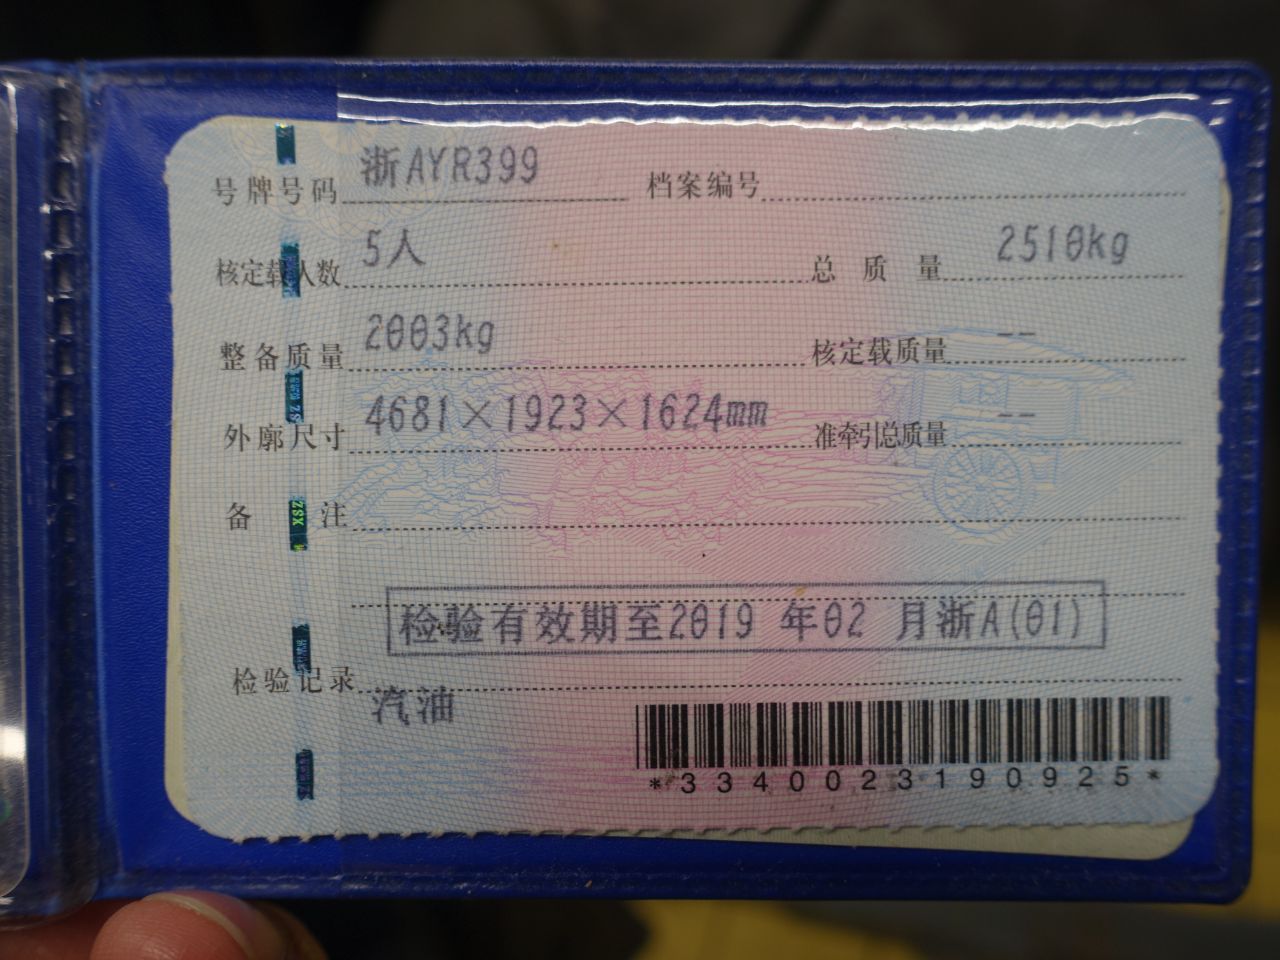 号牌号码 浙AYR399 档案编号
核定载人数 5人 总质量 2510kg
整备质量 2003kg 核定载质量 --
外廓尺寸 4681×1923×1624mm 准牵引总质量 --
备注
检验有效期至2019 年02 月浙A(01)
检验记录
汽油
*3340023190925*
XSZ